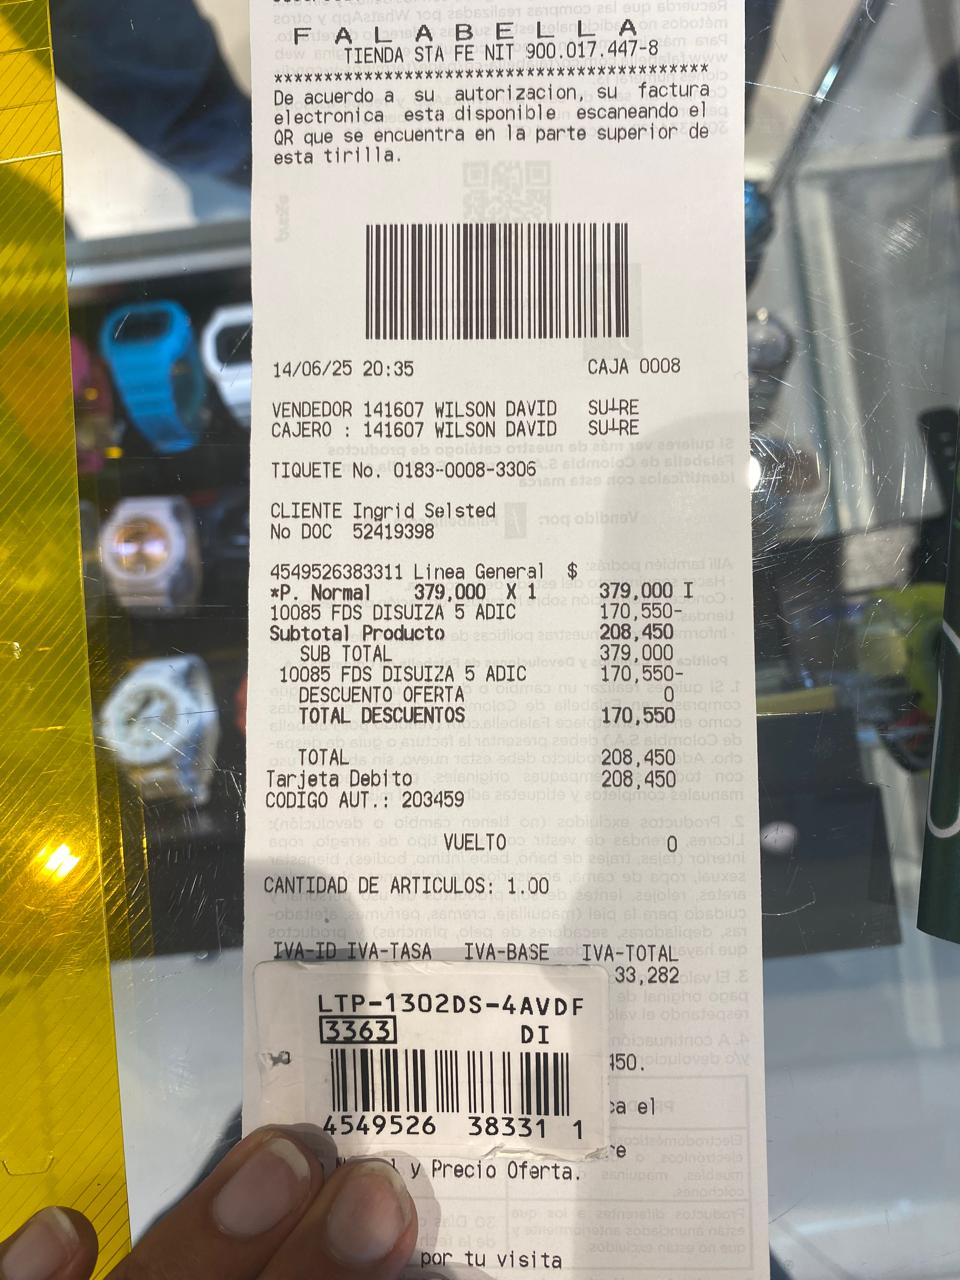 FALABELLA
TIENDA STA FE NIT 900.017.447-8
*******************************************
De acuerdo a su autorizacion, su factura
electronica esta disponible escaneando el
QR que se encuentra en la parte superior de
esta tirilla.
14/06/25 20:35 CAJA 0008
VENDEDOR 141607 WILSON DAVID
CAJERO : 141607 WILSON DAVID
TIQUETE No. 0183-0008-3306
CLIENTE Ingrid Selsted
No DOC 52419398
4549526383311 Linea General $
*P. Normal 379,000 X 1 379,000 I
10085 FDS DISUIZA 5 ADIC 170,550-
Subtotal Producto 208,450
SUB TOTAL 379,000
10085 FDS DISUIZA 5 ADIC 170,550-
DESCUENTO OFERTA 0
TOTAL DESCUENTOS 170,550
TOTAL 208,450
Tarjeta Debito 208,450
CODIGO AUT.: 203459
VUELTO 0
CANTIDAD DE ARTICULOS: 1.00
IVA-ID IVA-TASA IVA-BASE IVA-TOTAL
33,282
LTP-1302DS-4AVDF
3363 DI
4549526 38331 1
450.
el
y Precio Oferta.
por tu visita